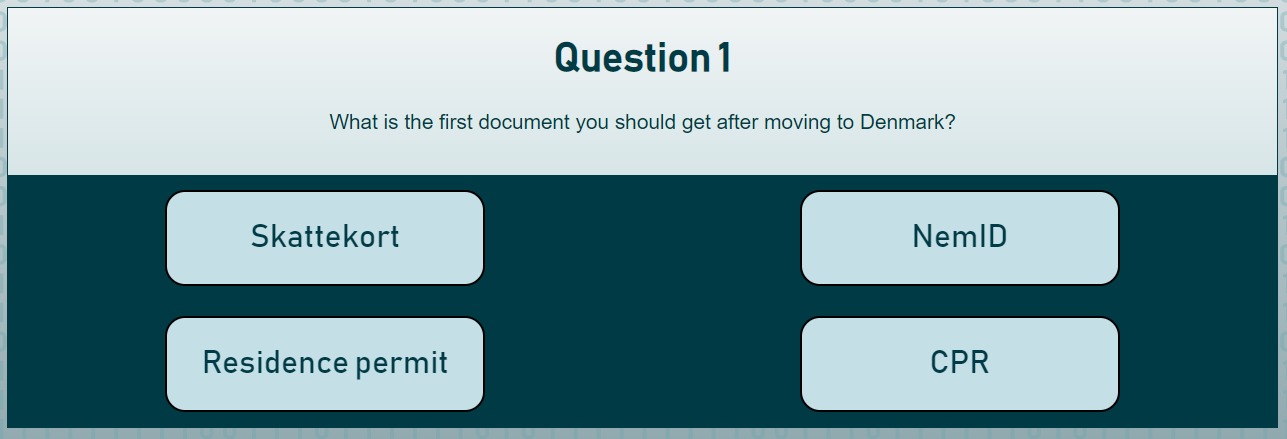 Question 1
What is the first document you should get after moving to Denmark?
Skattekort
NemID
Residence permit
CPR